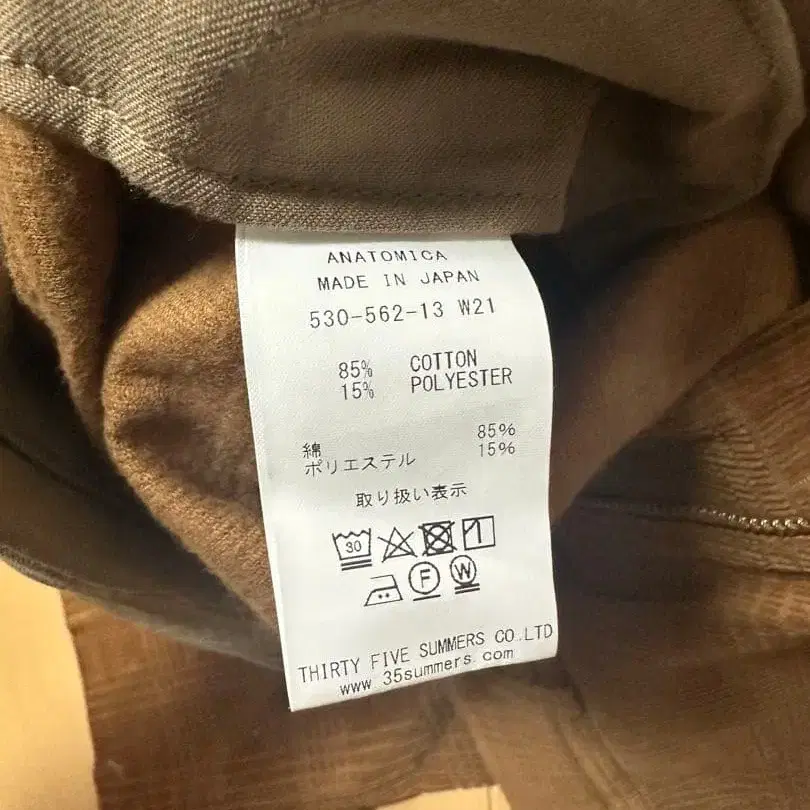 ANATOMICA
MADE IN JAPAN
530-562-13 W21
85% COTTON
15% POLYESTER
綿 85%
ポリエステル 15%
取り扱い表示
30
F W
THIRTY FIVE SUMMERS CO.LTD
www 35summers.com